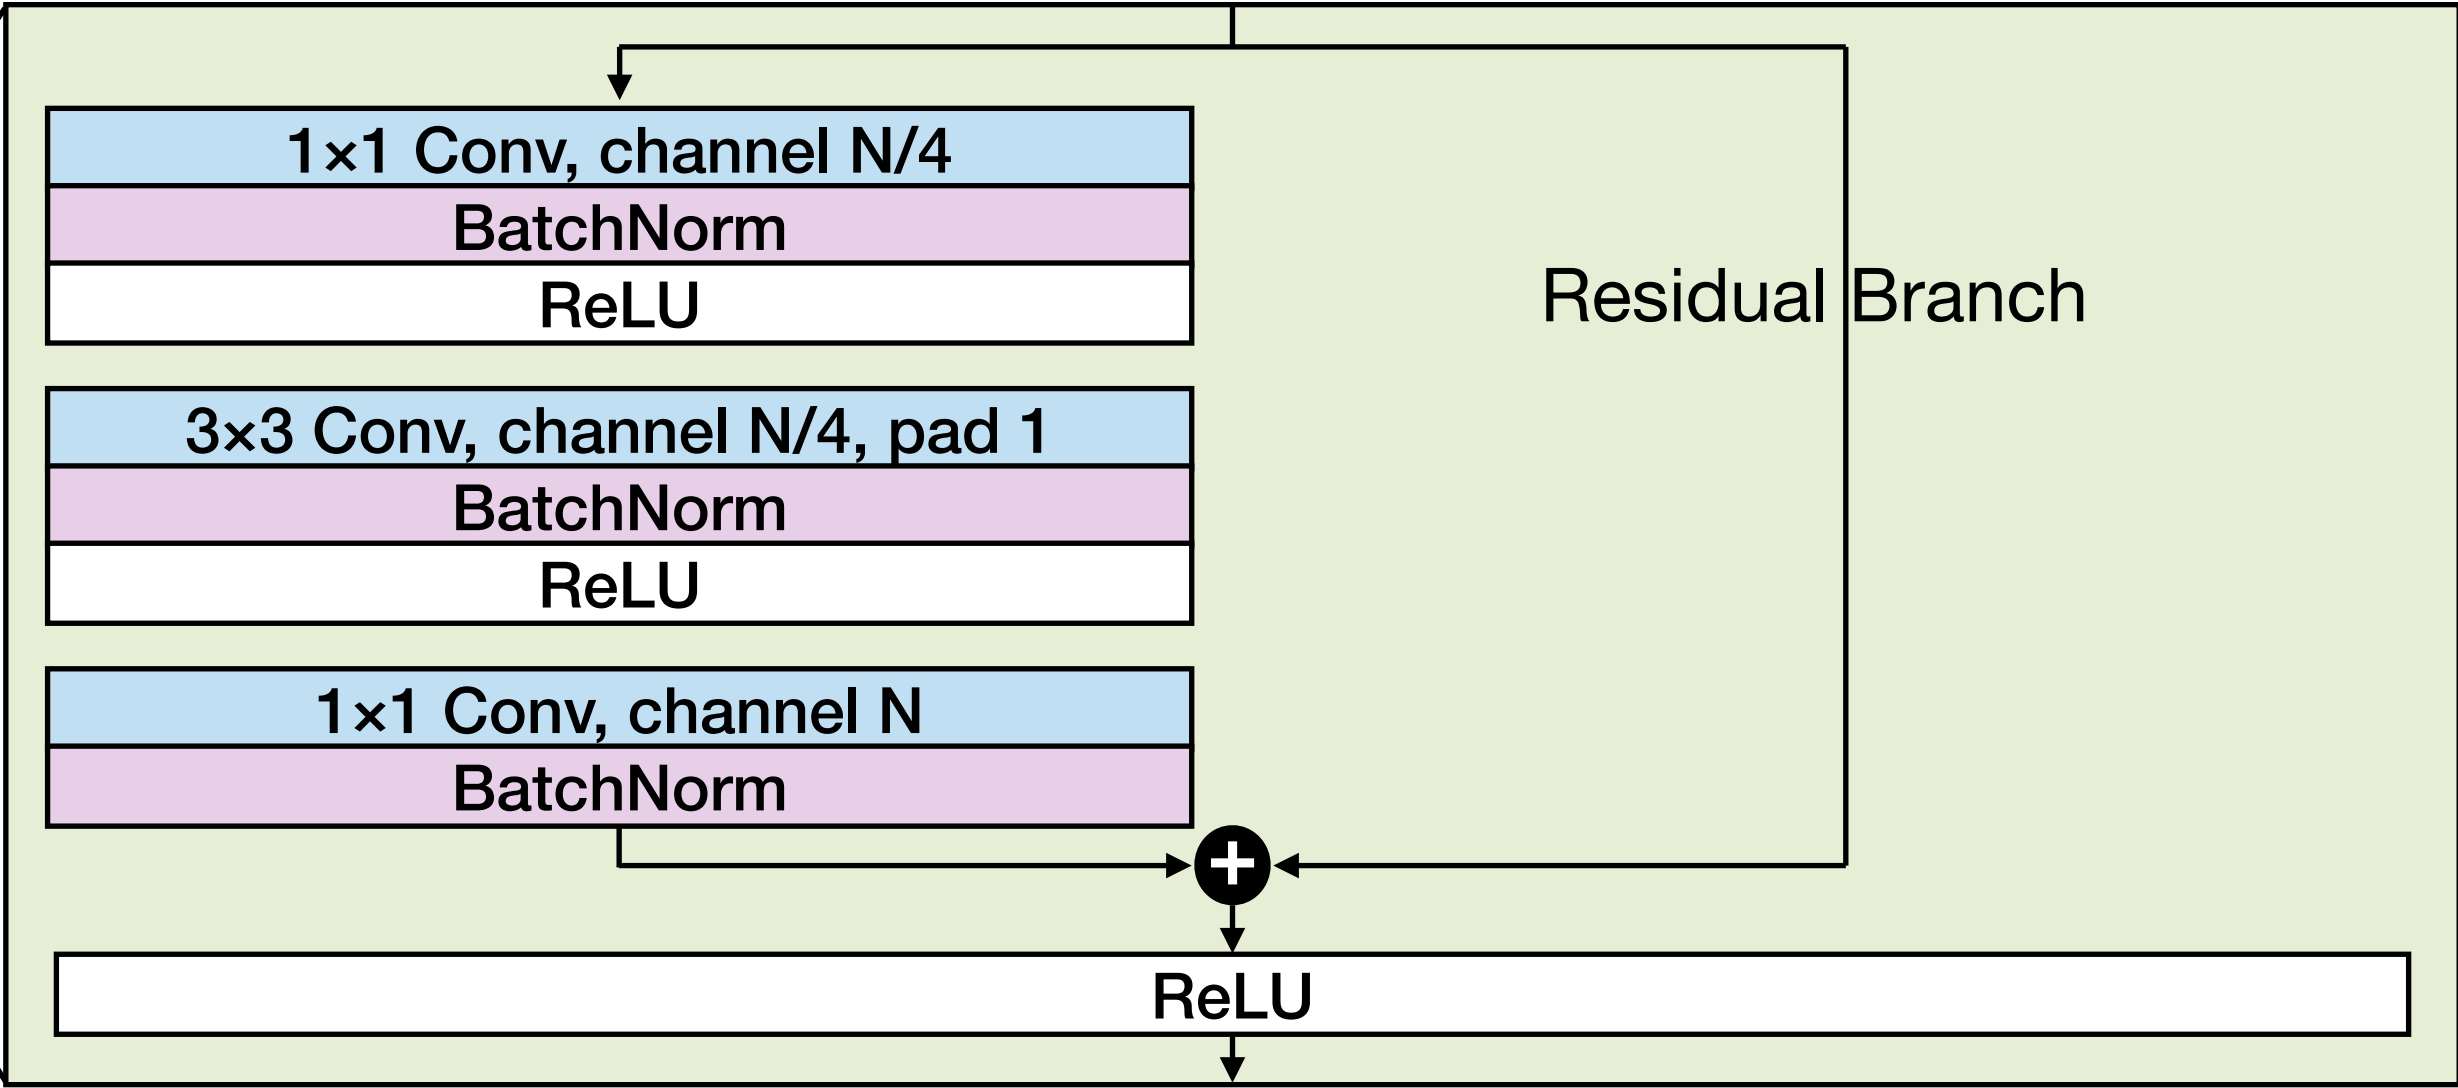 1×1 Conv, channel N/4
BatchNorm
ReLU
Residual Branch
3×3 Conv, channel N/4, pad 1
BatchNorm
ReLU
1×1 Conv, channel N
BatchNorm
+
ReLU